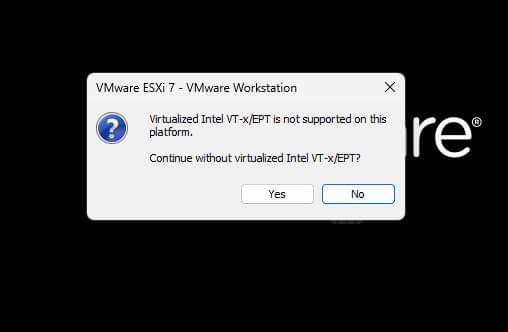 VMware ESXi 7 - VMware Workstation
Virtualized Intel VT-x/EPT is not supported on this
platform.
Continue without virtualized Intel VT-x/EPT?
Yes No
re®